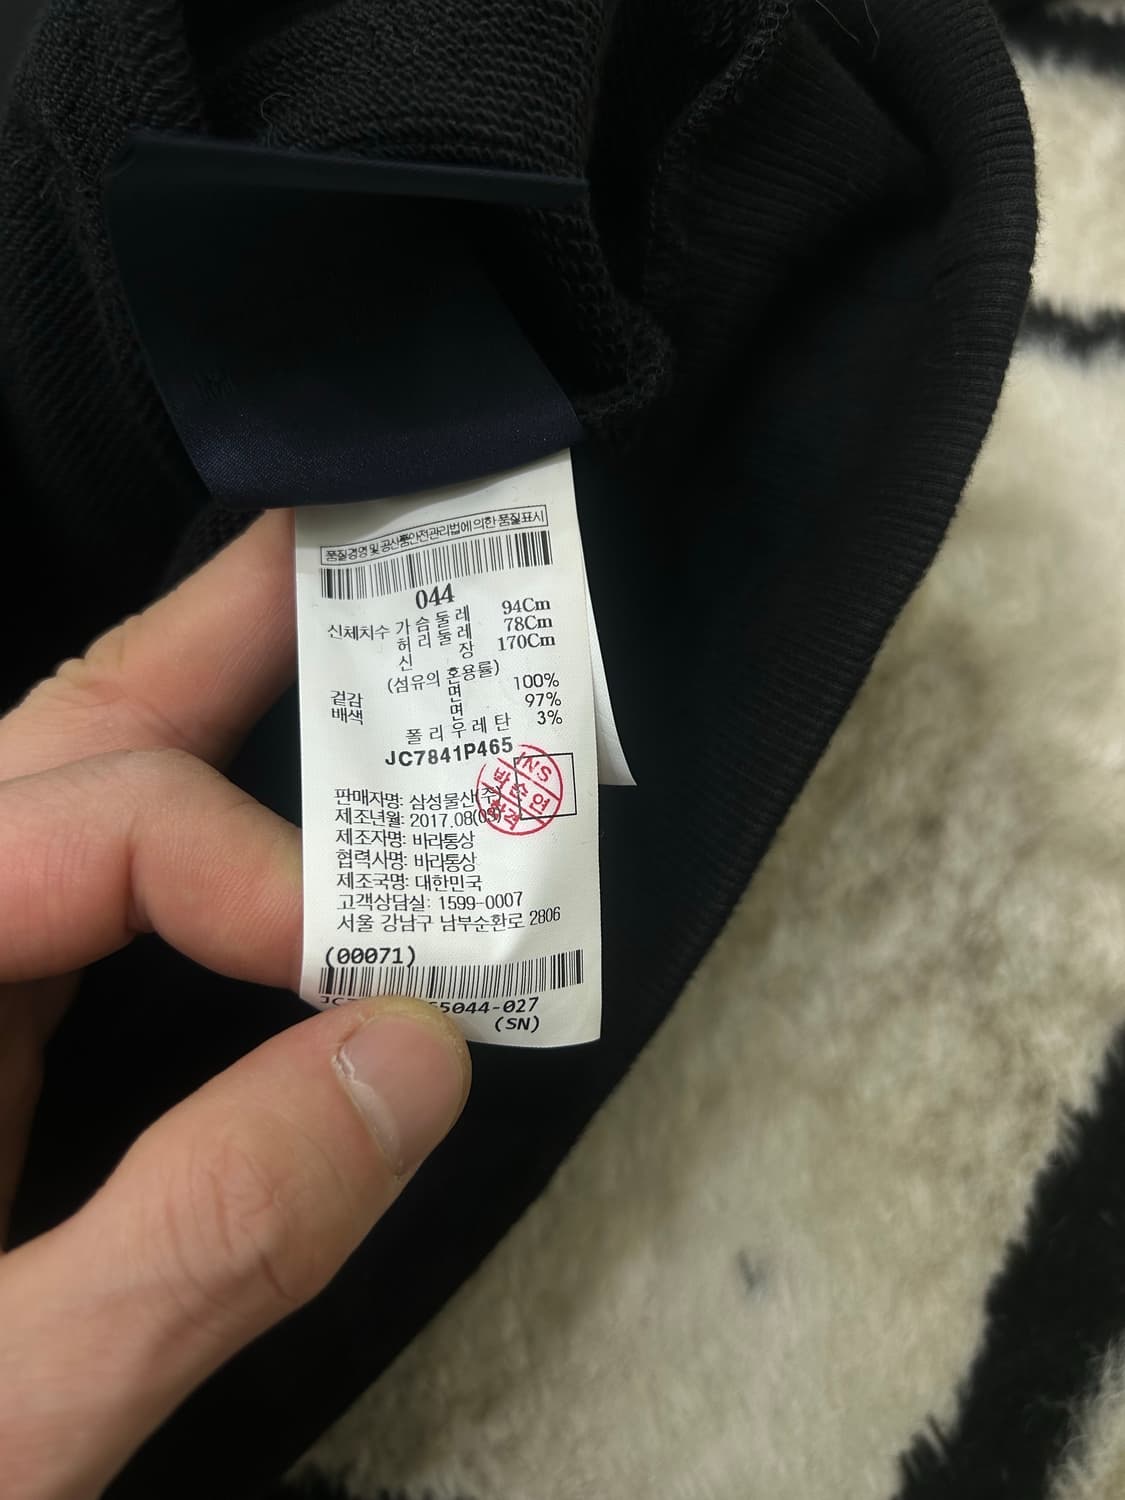 품질경영 및 공산품안전관리법에 의한 품질표시
044
신체치수 가슴둘레 94Cm
허리둘레 78Cm
신장 170Cm
(섬유의 혼용률)
겉감 면 100%
배색 면 97%
폴리우레탄 3%
JC7841P465
SNI
판매자명: 삼성물산(주)
제조년월: 2017.08
제조자명: 바라통상
협력사명: 바라통상
제조국명: 대한민국
고객상담실: 1599-0007
서울 강남구 남부순환로 2806
(00071)
55044-027
(SN)